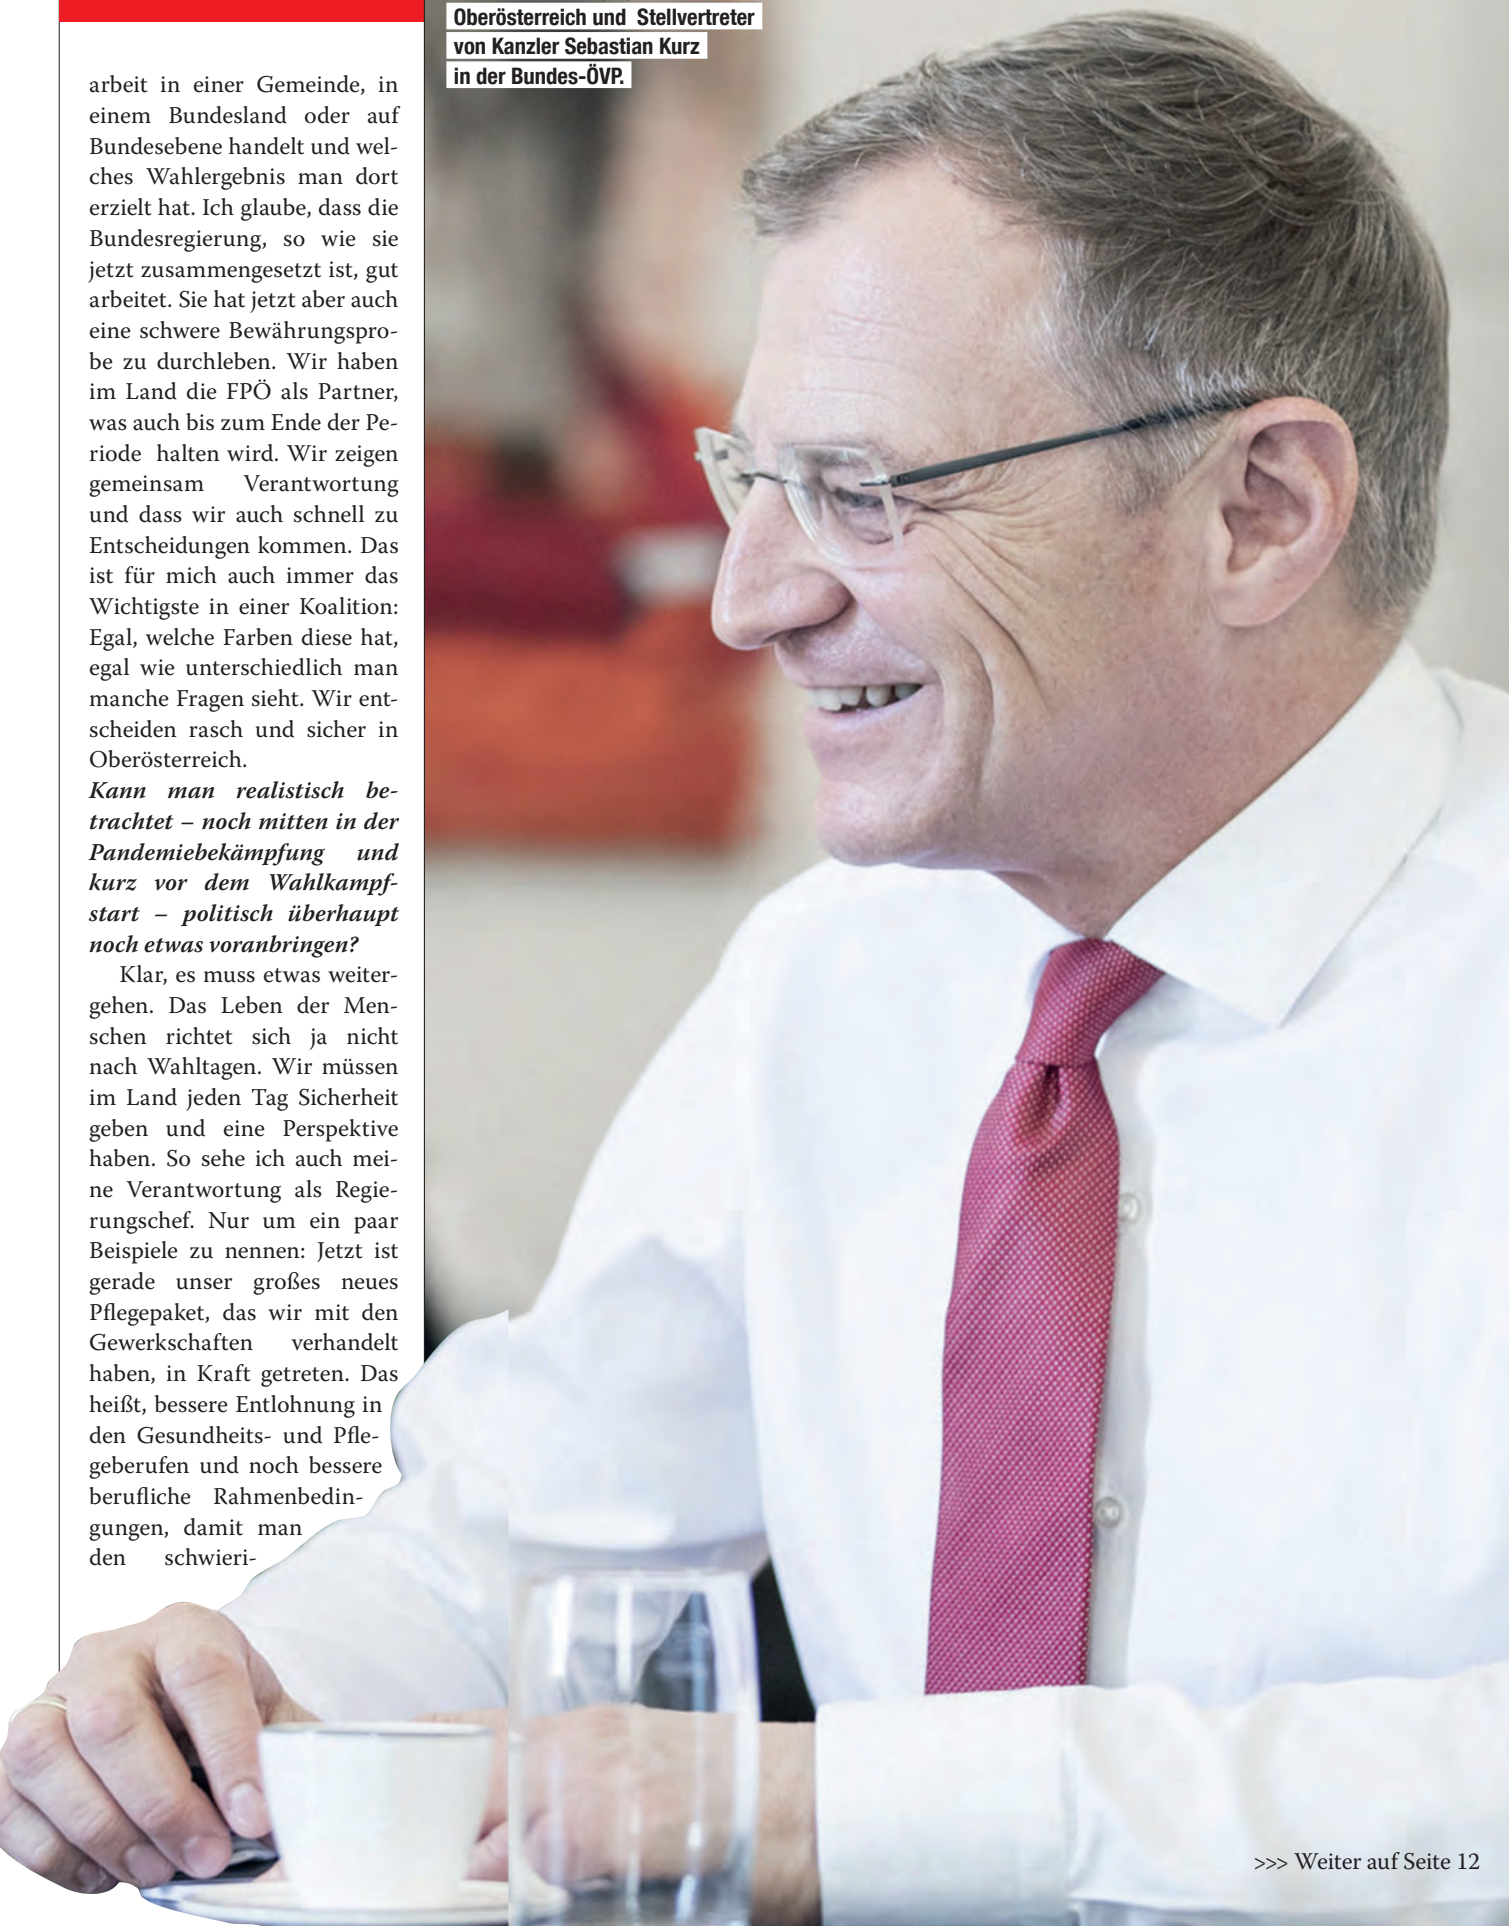 Oberösterreich und Stellvertreter
von Kanzler Sebastian Kurz
in der Bundes-ÖVP.
arbeit in einer Gemeinde, in
einem Bundesland oder auf
Bundesebene handelt und wel-
ches Wahlergebnis man dort
erzielt hat. Ich glaube, dass die
Bundesregierung, so wie sie
jetzt zusammengesetzt ist, gut
arbeitet. Sie hat jetzt aber auch
eine schwere Bewährungspro-
be zu durchleben. Wir haben
im Land die FPÖ als Partner,
was auch bis zum Ende der Pe-
riode halten wird. Wir zeigen
gemeinsam Verantwortung
und dass wir auch schnell zu
Entscheidungen kommen. Das
ist für mich auch immer das
Wichtigste in einer Koalition:
Egal, welche Farben diese hat,
egal wie unterschiedlich man
manche Fragen sieht. Wir ent-
scheiden rasch und sicher in
Oberösterreich.
Kann man realistisch be-
trachtet – noch mitten in der
Pandemiebekämpfung und
kurz vor dem Wahlkampf-
start – politisch überhaupt
noch etwas voranbringen?
Klar, es muss etwas weiter-
gehen. Das Leben der Men-
schen richtet sich ja nicht
nach Wahltagen. Wir müssen
im Land jeden Tag Sicherheit
geben und eine Perspektive
haben. So sehe ich auch mei-
ne Verantwortung als Regie-
rungschef. Nur um ein paar
Beispiele zu nennen: Jetzt ist
gerade unser großes neues
Pflegepaket, das wir mit den
Gewerkschaften verhandelt
haben, in Kraft getreten. Das
heißt, bessere Entlohnung in
den Gesundheits- und Pfle-
geberufen und noch bessere
berufliche Rahmenbedin-
gungen, damit man
den schwieri-
>>> Weiter auf Seite 12